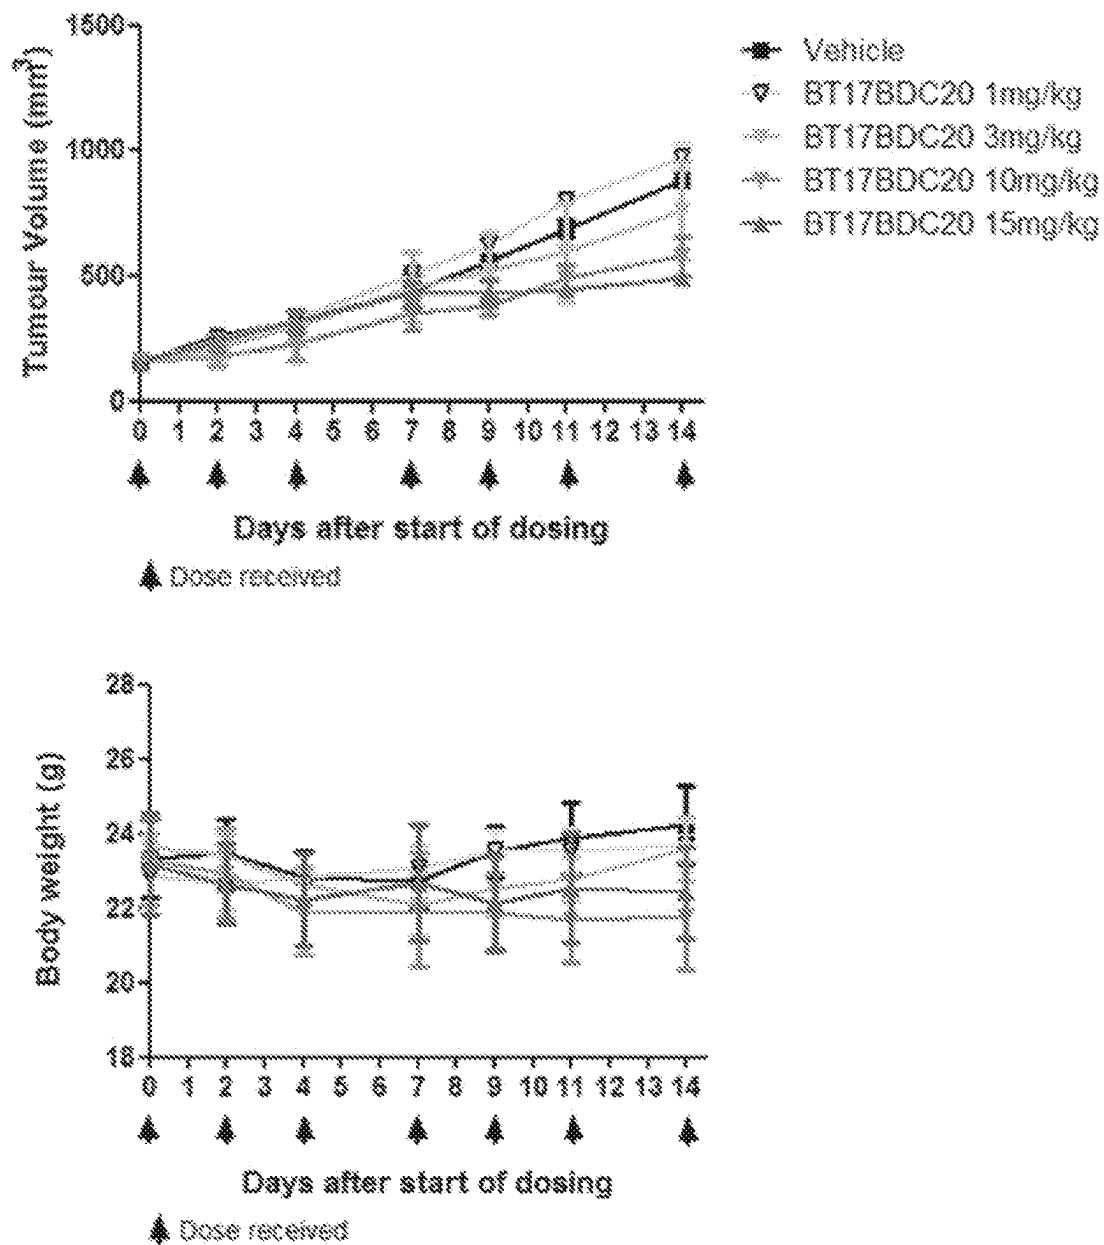 Tumour Volume (mm³)
1500
1000
500
0
0 1 2 3 4 5 6 7 8 9 10 11 12 13 14
Days after start of dosing
Dose received
Vehicle
BT17BDC20 1mg/kg
BT17BDC20 3mg/kg
BT17BDC20 10mg/kg
BT17BDC20 15mg/kg
Body weight (g)
28
26
24
22
20
18
0 1 2 3 4 5 6 7 8 9 10 11 12 13 14
Days after start of dosing
Dose received